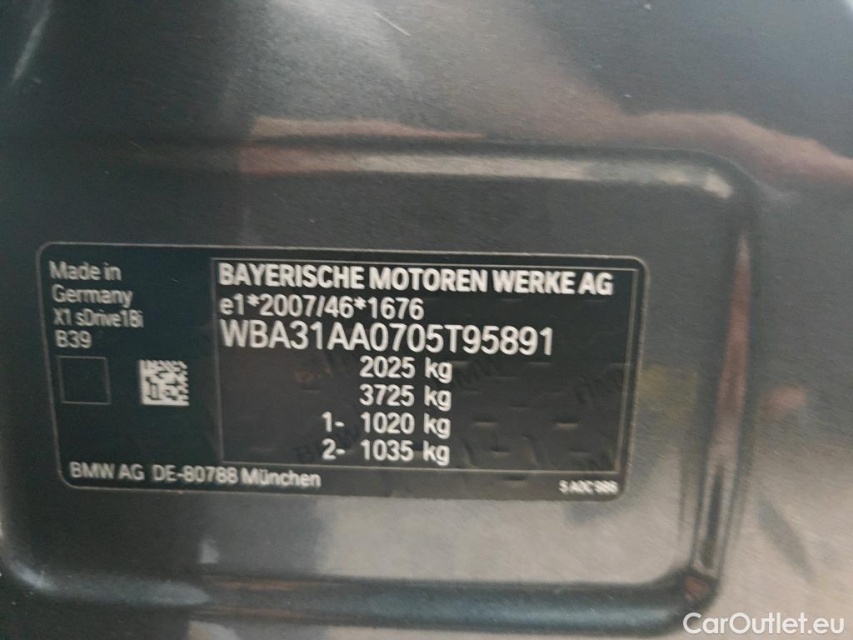 Made in
Germany
X1 sDrive18i
B39
BAYERISCHE MOTOREN WERKE AG
e1*2007/46*1676
WBA31AA0705T95891
2025 kg
3725 kg
1- 1020 kg
2- 1035 kg
BMW AG DE-80788 München
CarOutlet.eu